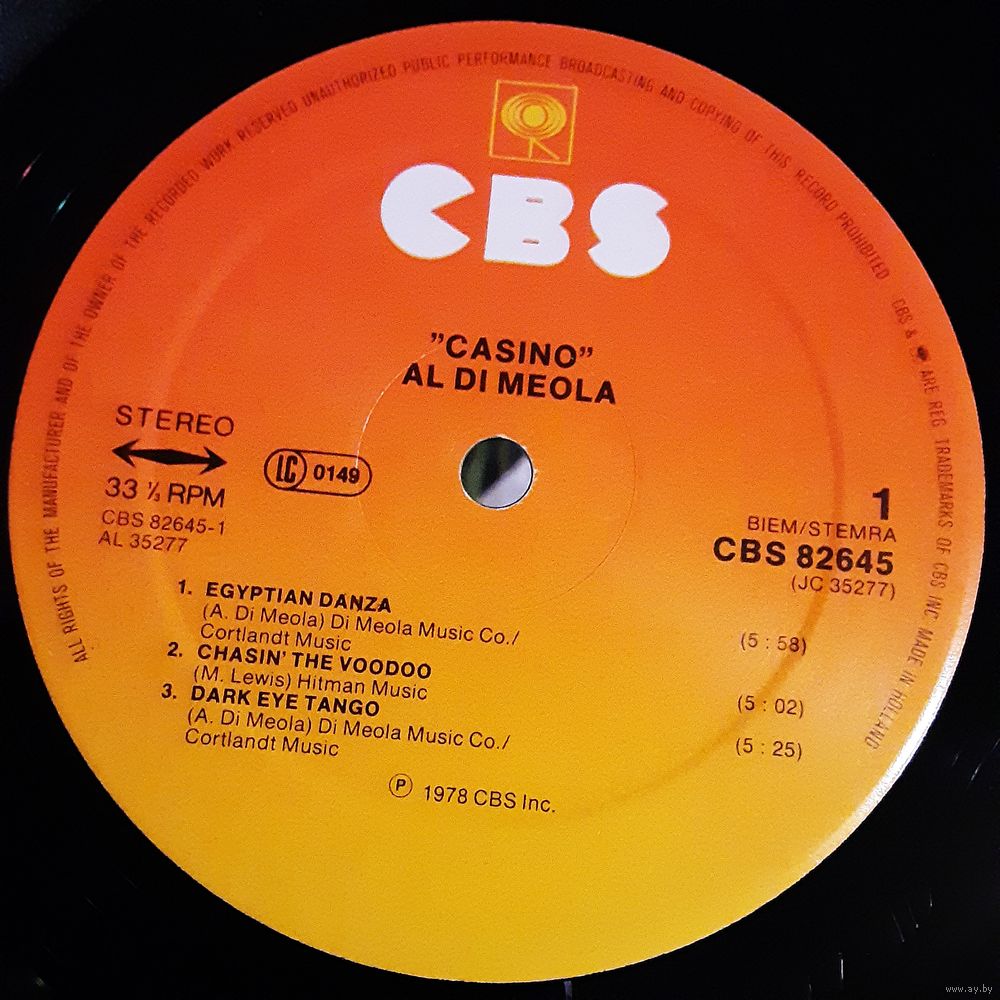 ALL RIGHTS OF THE MANUFACTURER AND OF THE OWNER OF THE RECORDED WORK RESERVED UNAUTHORIZED PUBLIC PERFORMANCE BROADCASTING AND COPYING OF THIS RECORD PROHIBITED CBS & ARE REG TRADEMARKS OF CBS INC MADE IN HOLLAND
CBS
”CASINO”
AL DI MEOLA
STEREO
LC 0149
33 ⅓ RPM
CBS 82645-1
AL 35277
1
BIEM/STEMRA
CBS 82645
(JC 35277)
1. EGYPTIAN DANZA
(A. Di Meola) Di Meola Music Co./
Cortlandt Music (5 : 58)
2. CHASIN’ THE VOODOO
(M. Lewis) Hitman Music (5 : 02)
3. DARK EYE TANGO
(A. Di Meola) Di Meola Music Co./
Cortlandt Music (5 : 25)
Ⓟ 1978 CBS Inc.
www.ay.by